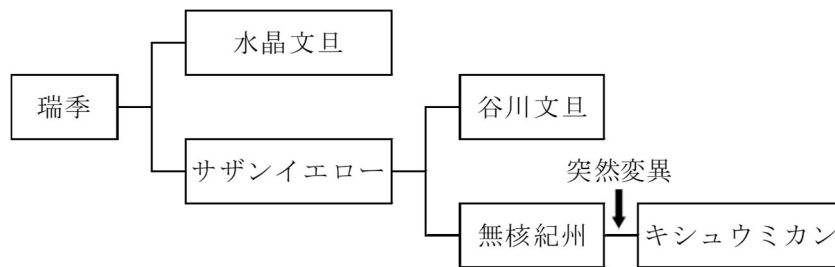 水晶文旦
瑞季
谷川文旦
サザンイエロー
突然変異
無核紀州
キシュウミカン